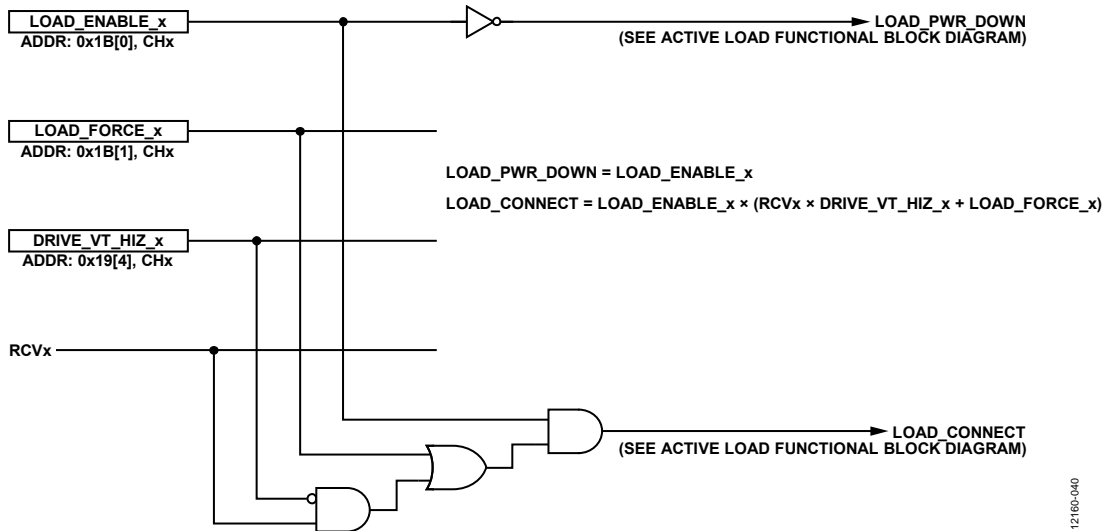 LOAD_ENABLE_x
ADDR: 0x1B[0], CHx
LOAD_PWR_DOWN
(SEE ACTIVE LOAD FUNCTIONAL BLOCK DIAGRAM)
LOAD_FORCE_x
ADDR: 0x1B[1], CHx
LOAD_PWR_DOWN = LOAD_ENABLE_x
LOAD_CONNECT = LOAD_ENABLE_x × (RCVx × DRIVE_VT_HIZ_x + LOAD_FORCE_x)
DRIVE_VT_HIZ_x
ADDR: 0x19[4], CHx
RCVx
LOAD_CONNECT
(SEE ACTIVE LOAD FUNCTIONAL BLOCK DIAGRAM)
12160-040